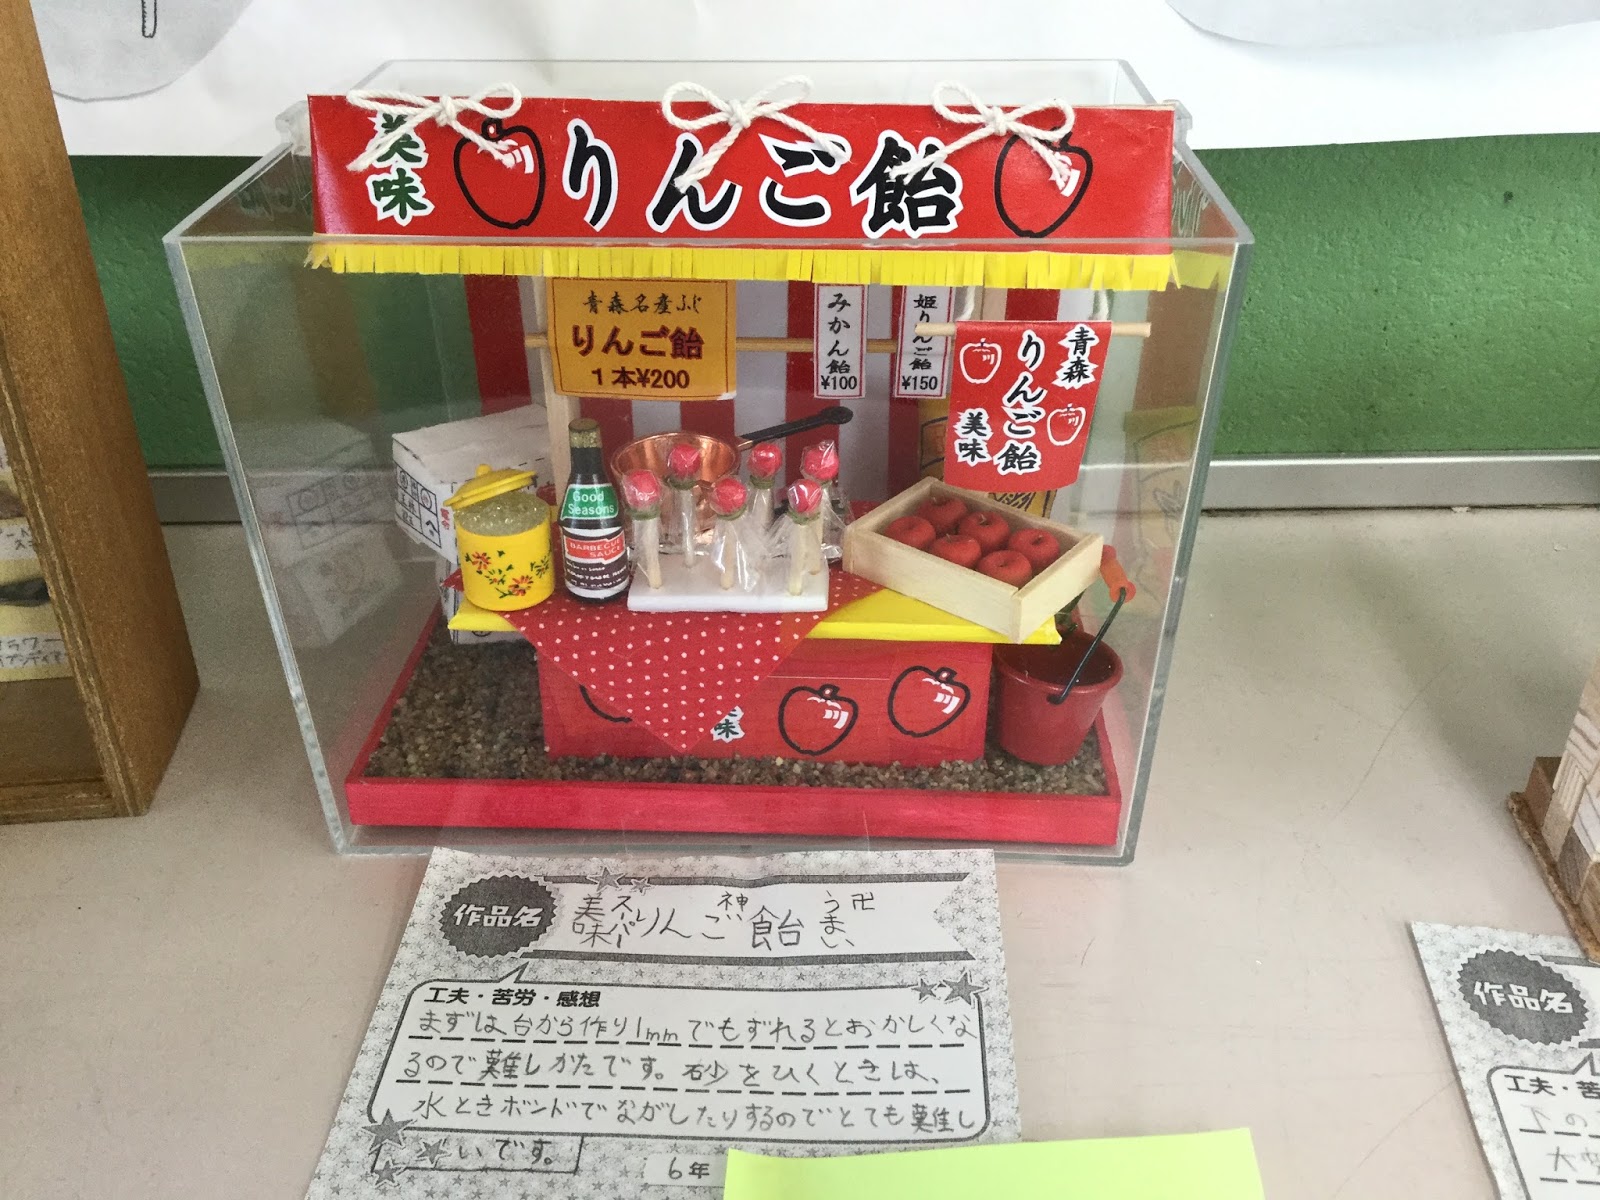 美味
りんご飴
青森名産ふじ
りんご飴
1本¥200
みかん飴
¥100
姫りんご飴
¥150
青森
りんご飴
美味
Good
Seasons
BARBECUE
SAUCE
味
作品名
美味スーパーりんご神飴うまい卍
工夫・苦労・感想
まずは台から作り1mmでもずれるとおかしくな
るので難しかたです。砂をひくときは、
水ときボンドでながしたりするのでとても難し
いです。
6年
作品名
工夫・苦